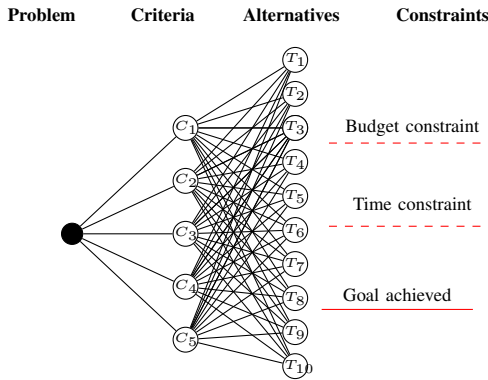 Problem Criteria Alternatives Constraints
T1
T2
C1 T3 Budget constraint
T4
C2
T5 Time constraint
C3 T6
T7
C4
T8 Goal achieved
T9
C5
T10